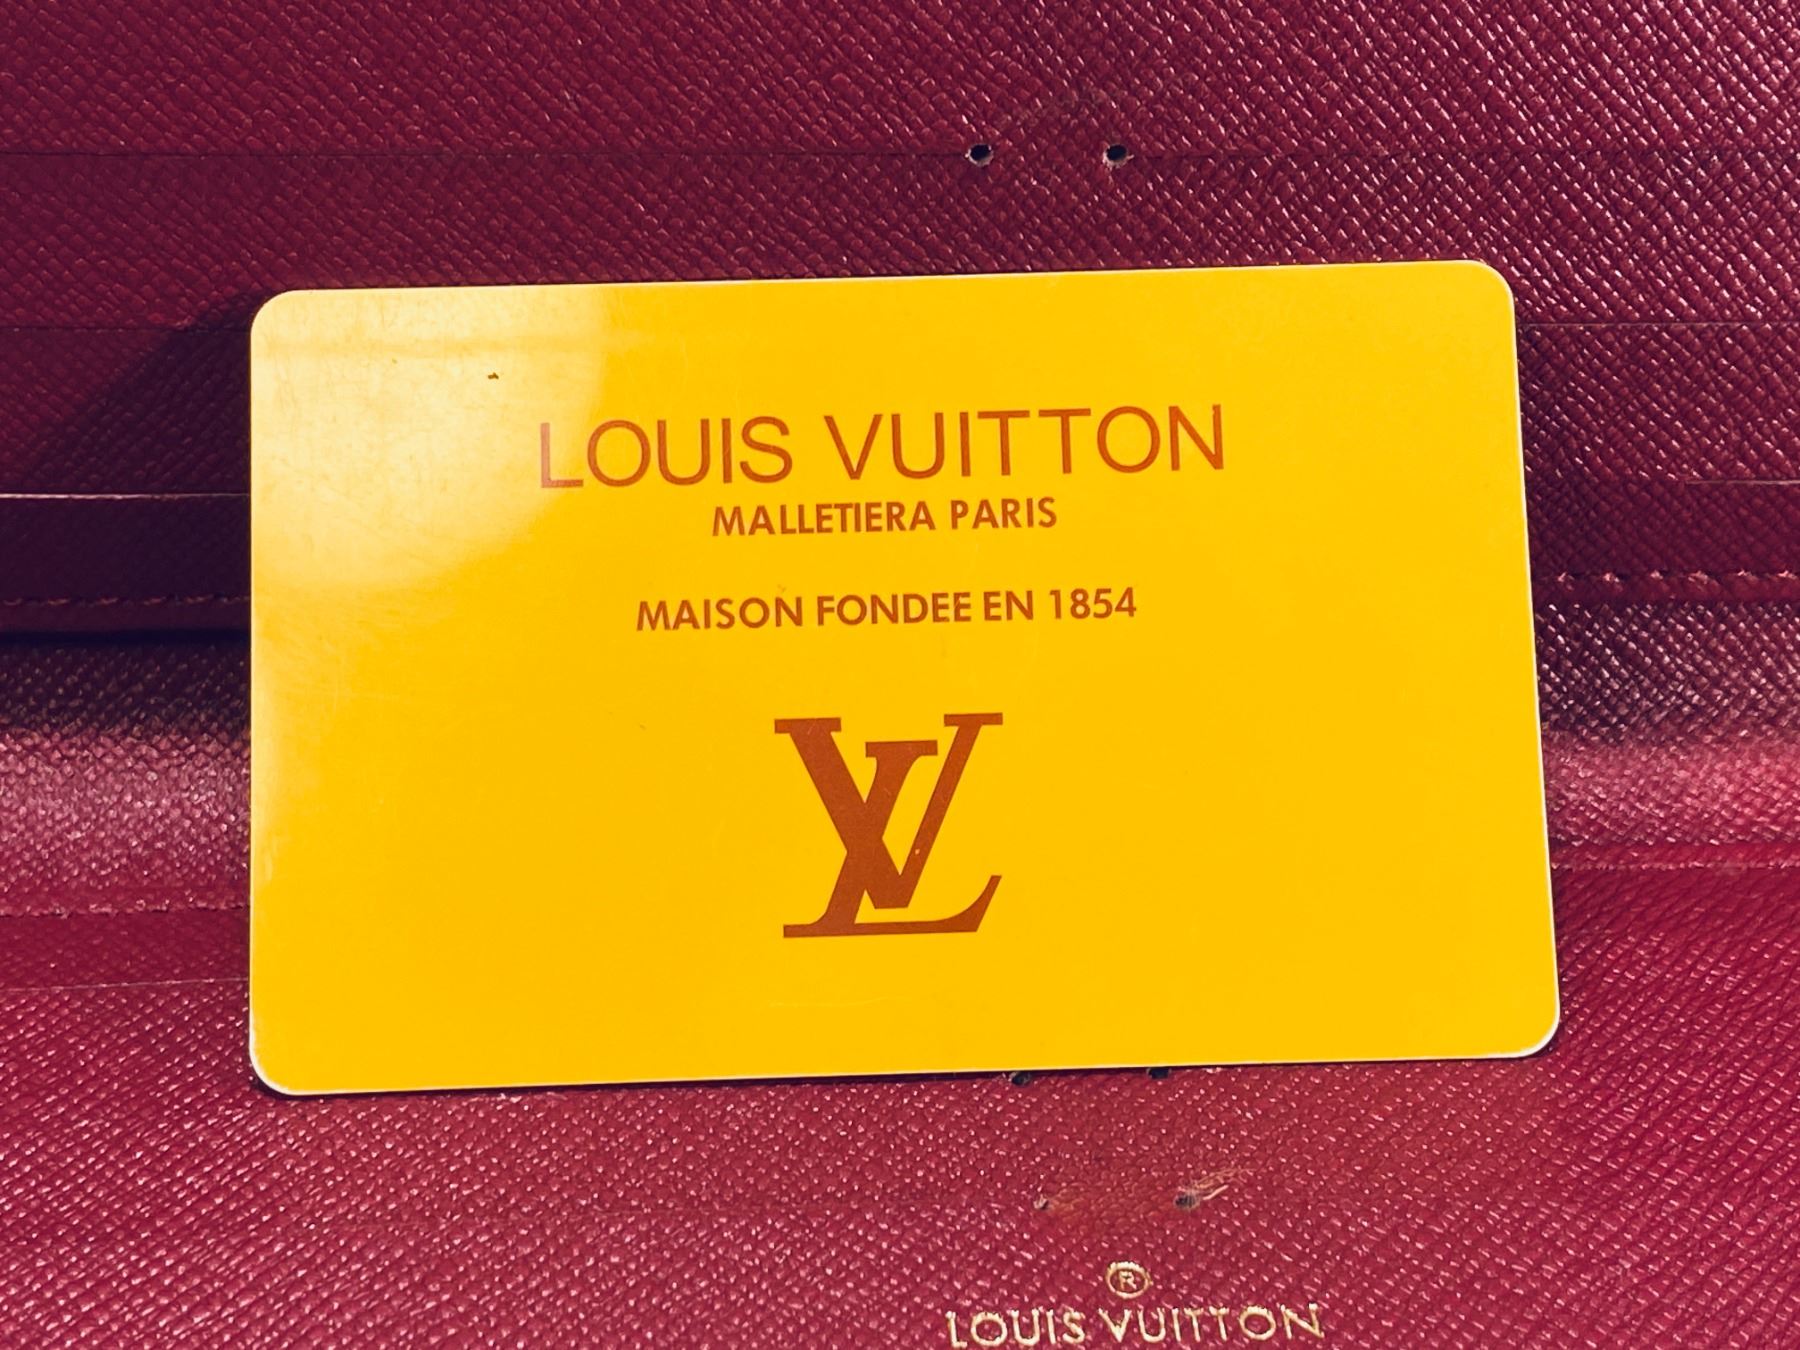 LOUIS VUITTON
MALLETIERA PARIS
MAISON FONDEE EN 1854
LV
®
LOUIS VUITTON